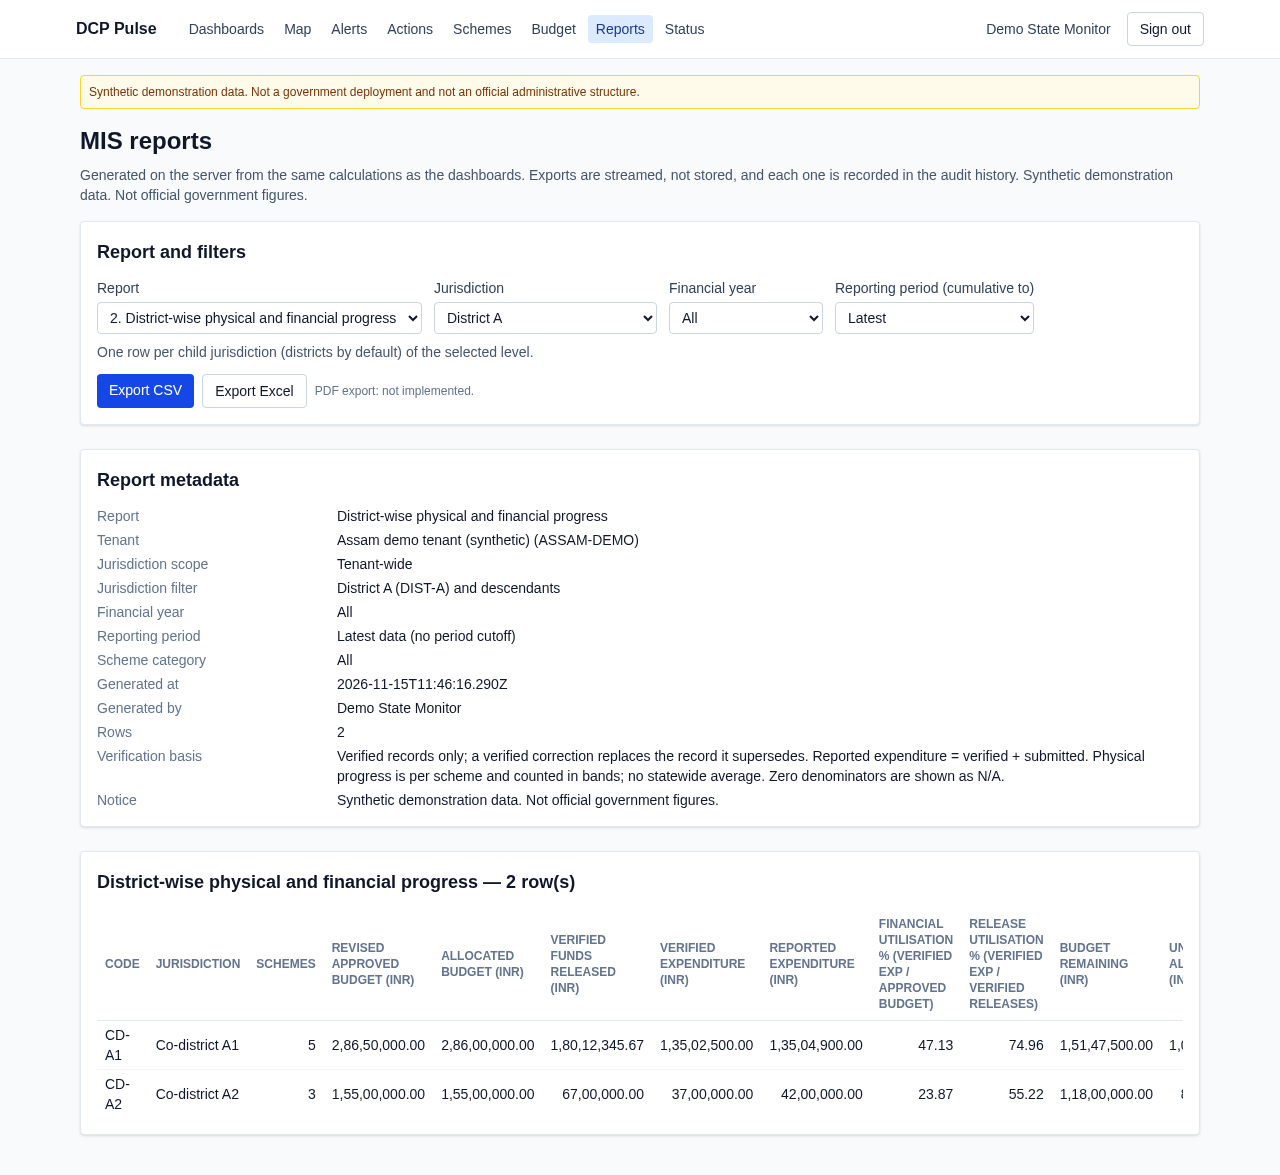 DCP Pulse Dashboards Map Alerts Actions Schemes Budget Reports Status Demo State Monitor Sign out
Synthetic demonstration data. Not a government deployment and not an official administrative structure.
MIS reports
Generated on the server from the same calculations as the dashboards. Exports are streamed, not stored, and each one is recorded in the audit history. Synthetic demonstration
data. Not official government figures.
Report and filters
Report Jurisdiction Financial year Reporting period (cumulative to)
2. District-wise physical and financial progress District A All Latest
One row per child jurisdiction (districts by default) of the selected level.
Export CSV Export Excel PDF export: not implemented.
Report metadata
Report District-wise physical and financial progress
Tenant Assam demo tenant (synthetic) (ASSAM-DEMO)
Jurisdiction scope Tenant-wide
Jurisdiction filter District A (DIST-A) and descendants
Financial year All
Reporting period Latest data (no period cutoff)
Scheme category All
Generated at 2026-11-15T11:46:16.290Z
Generated by Demo State Monitor
Rows 2
Verification basis Verified records only; a verified correction replaces the record it supersedes. Reported expenditure = verified + submitted. Physical
progress is per scheme and counted in bands; no statewide average. Zero denominators are shown as N/A.
Notice Synthetic demonstration data. Not official government figures.
District-wise physical and financial progress — 2 row(s)
CODE
JURISDICTION
SCHEMES
REVISED
APPROVED
BUDGET (INR)
ALLOCATED
BUDGET (INR)
VERIFIED
FUNDS
RELEASED
(INR)
VERIFIED
EXPENDITURE
(INR)
REPORTED
EXPENDITURE
(INR)
FINANCIAL
UTILISATION
% (VERIFIED
EXP /
APPROVED
BUDGET)
RELEASE
UTILISATION
% (VERIFIED
EXP /
VERIFIED
RELEASES)
BUDGET
REMAINING
(INR)
CD-
A1 Co-district A1 5 2,86,50,000.00 2,86,00,000.00 1,80,12,345.67 1,35,02,500.00 1,35,04,900.00 47.13 74.96 1,51,47,500.00
CD-
A2 Co-district A2 3 1,55,00,000.00 1,55,00,000.00 67,00,000.00 37,00,000.00 42,00,000.00 23.87 55.22 1,18,00,000.00